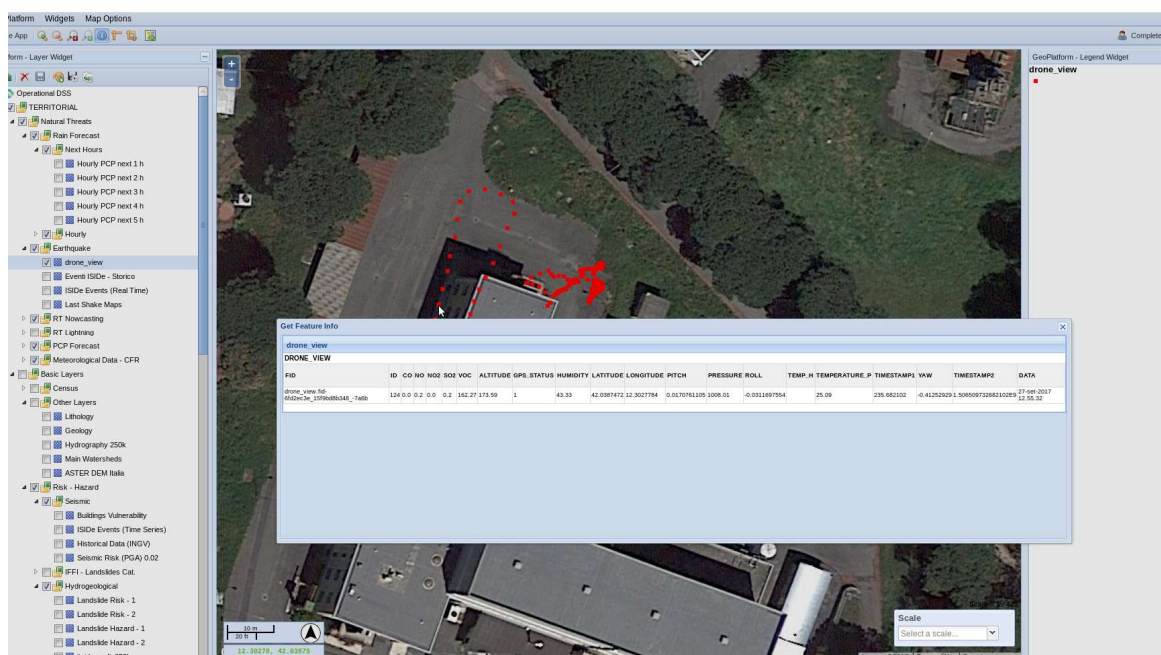 Platform Widgets Map Options
e App
Complete
form - Layer Widget
GeoPlatform - Legend Widget
drone_view
Operational DSS
TERRITORIAL
Natural Threats
Rain Forecast
Next Hours
Hourly PCP next 1 h
Hourly PCP next 2 h
Hourly PCP next 3 h
Hourly PCP next 4 h
Hourly PCP next 5 h
Hourly
Earthquake
drone_view
Eventi ISIDe - Storico
ISIDe Events (Real Time)
Last Shake Maps
RT Nowcasting
RT Lightning
PCP Forecast
Meteorological Data - CFR
Basic Layers
Census
Other Layers
Lithology
Geology
Hydrography 250k
Main Watersheds
ASTER DEM Italia
Risk - Hazard
Seismic
Buildings Vulnerability
ISIDe Events (Time Series)
Historical Data (INGV)
Seismic Risk (PGA) 0.02
IFFI - Landslides Cat.
Hydrogeological
Landslide Risk - 1
Landslide Risk - 2
Landslide Hazard - 1
Landslide Hazard - 2
+
-
Get Feature Info
drone_view
DRONE_VIEW
FID ID CO NO NO2 SO2 VOC ALTITUDE GPS_STATUS HUMIDITY LATITUDE LONGITUDE PITCH PRESSURE ROLL TEMP_H TEMPERATURE_P TIMESTAMP1 YAW TIMESTAMP2 DATA
drone_view.fid-
6fd2ec3e_15f9bd8b348_-7a6b 124 0.0 0.2 0.0 0.2 162.27 173.59 1 43.33 42.0387472 12.3027784 0.0170761105 1008.01 -0.0311697554 25.09 235.682102 -0.41252929 1.506509732682102E9 27-set-2017
12.55.32
10 m
20 ft
12.30278, 42.03875
Scale
Select a scale...